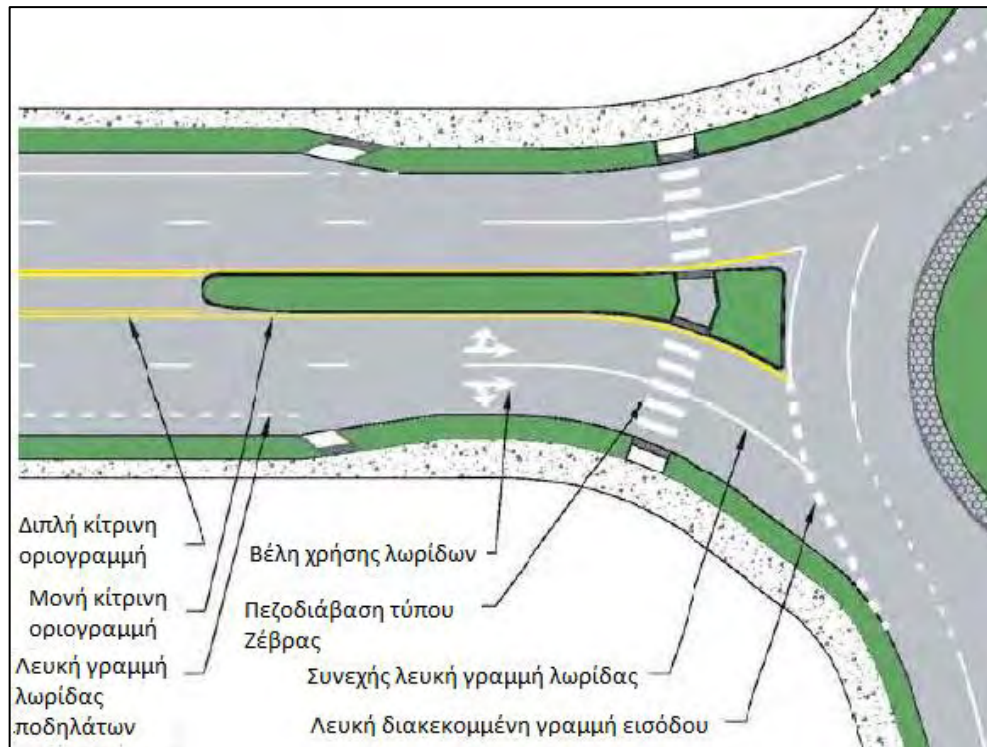 Διπλή κίτρινη
οριογραμμή
Μονή κίτρινη
οριογραμμή
Λευκή γραμμή
λωρίδας
ποδηλάτων
Βέλη χρήσης λωρίδων
Πεζοδιάβαση τύπου
Ζέβρας
Συνεχής λευκή γραμμή λωρίδας
Λευκή διακεκομμένη γραμμή εισόδου